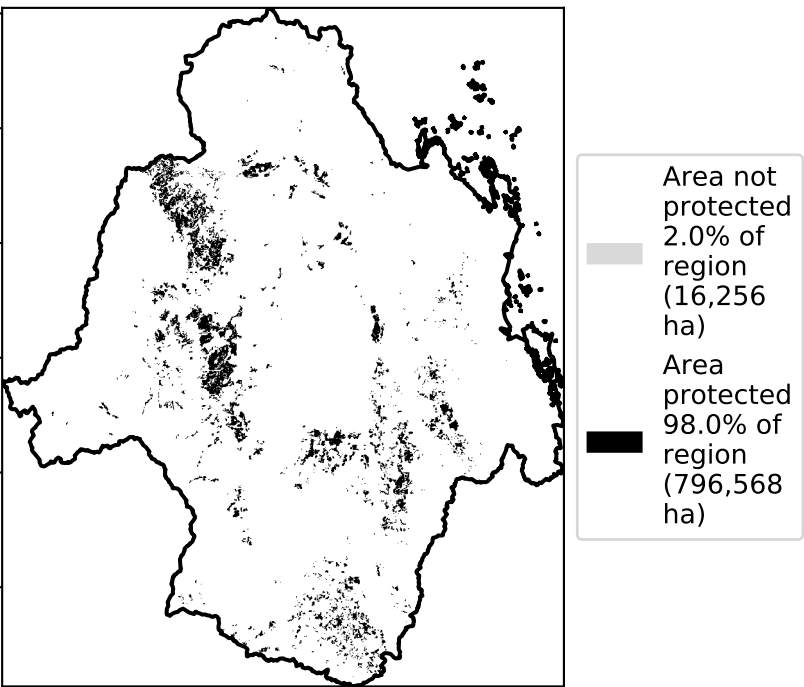 Area not
protected
2.0% of
region
(16,256
ha)
Area
protected
98.0% of
region
(796,568
ha)